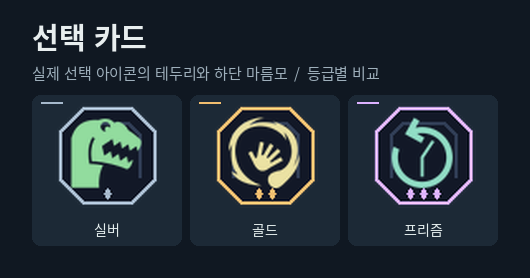 선택 카드
실제 선택 아이콘의 테두리와 하단 마름모 / 등급별 비교
실버
골드
프리즘